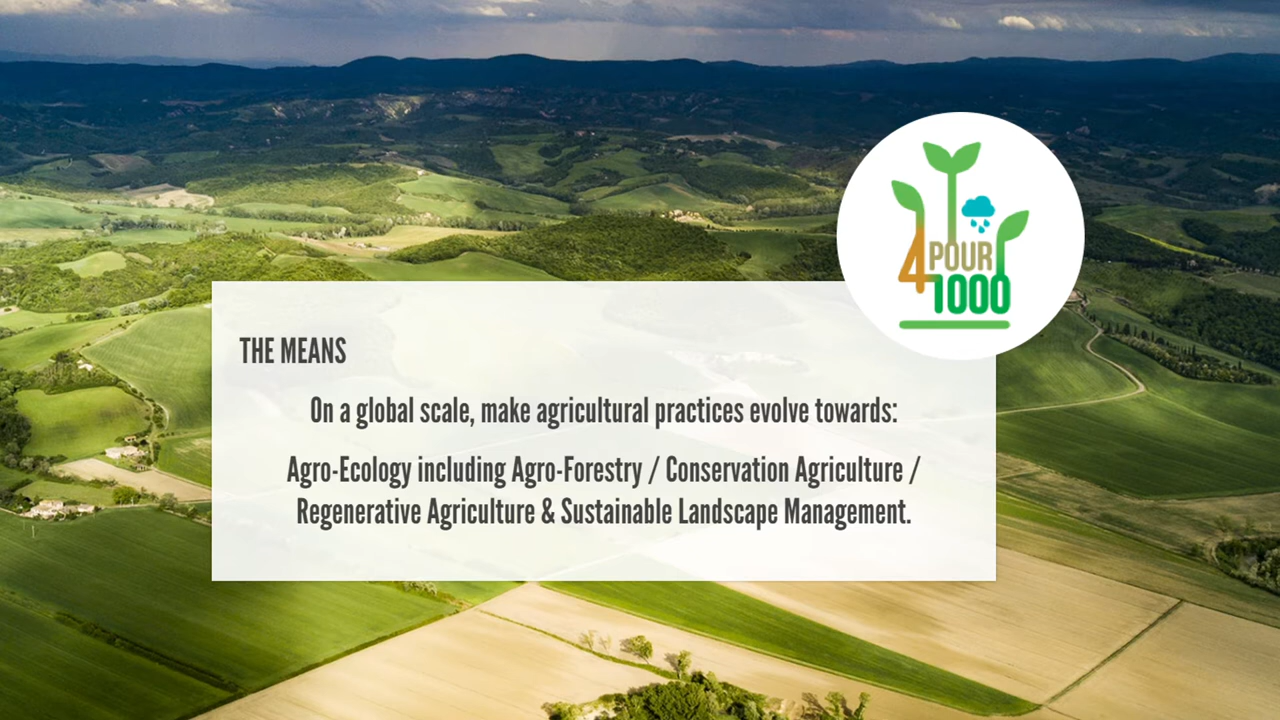 4 POUR
1000
THE MEANS
On a global scale, make agricultural practices evolve towards:
Agro-Ecology including Agro-Forestry / Conservation Agriculture /
Regenerative Agriculture & Sustainable Landscape Management.